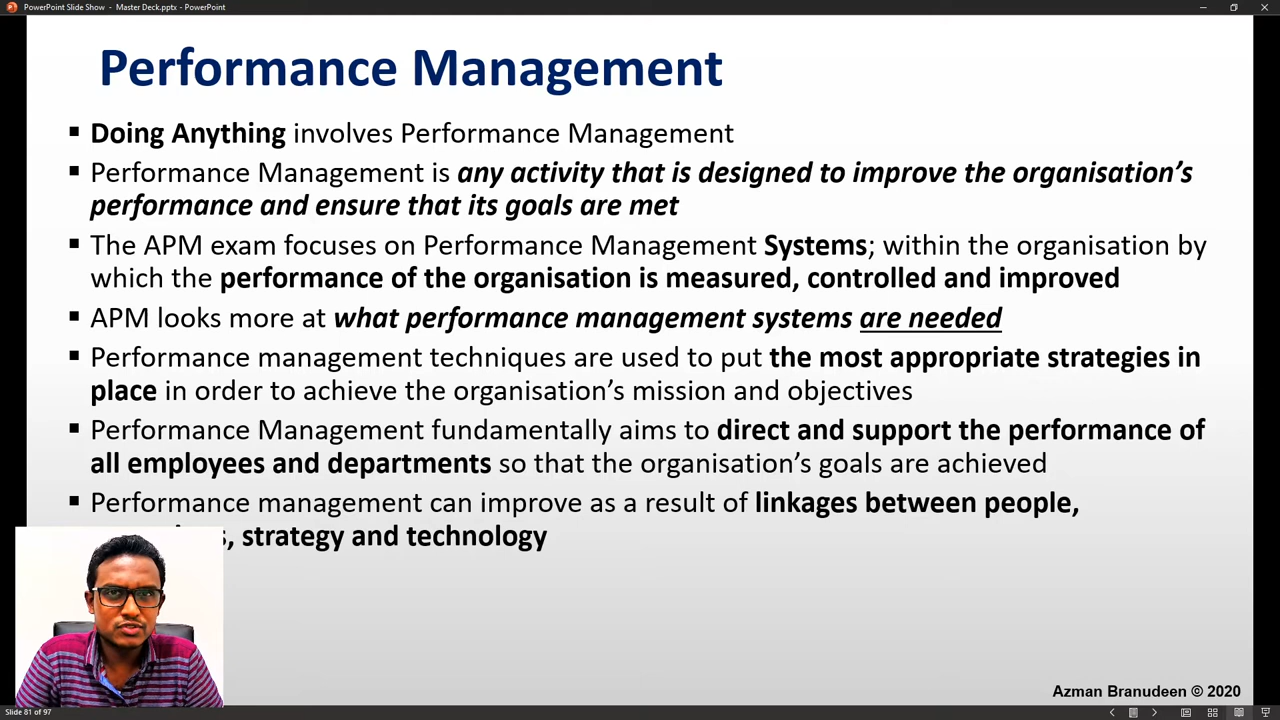 PowerPoint Slide Show - Master Deck.pptx - PowerPoint
Performance Management
▪ Doing Anything involves Performance Management
▪ Performance Management is any activity that is designed to improve the organisation’s
performance and ensure that its goals are met
▪ The APM exam focuses on Performance Management Systems; within the organisation by
which the performance of the organisation is measured, controlled and improved
▪ APM looks more at what performance management systems are needed
▪ Performance management techniques are used to put the most appropriate strategies in
place in order to achieve the organisation’s mission and objectives
▪ Performance Management fundamentally aims to direct and support the performance of
all employees and departments so that the organisation’s goals are achieved
▪ Performance management can improve as a result of linkages between people,
, strategy and technology
Azman Branudeen © 2020
Slide 81 of 97